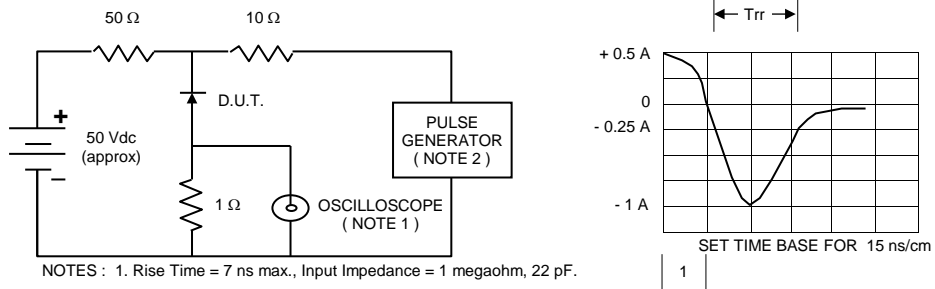 50 Ω
10 Ω
Trr
+ 0.5 A
D.U.T.
+
50 Vdc
(approx)
−
PULSE
GENERATOR
( NOTE 2 )
0
- 0.25 A
1 Ω
OSCILLOSCOPE
( NOTE 1 )
- 1 A
SET TIME BASE FOR 15 ns/cm
NOTES : 1. Rise Time = 7 ns max., Input Impedance = 1 megaohm, 22 pF.
1